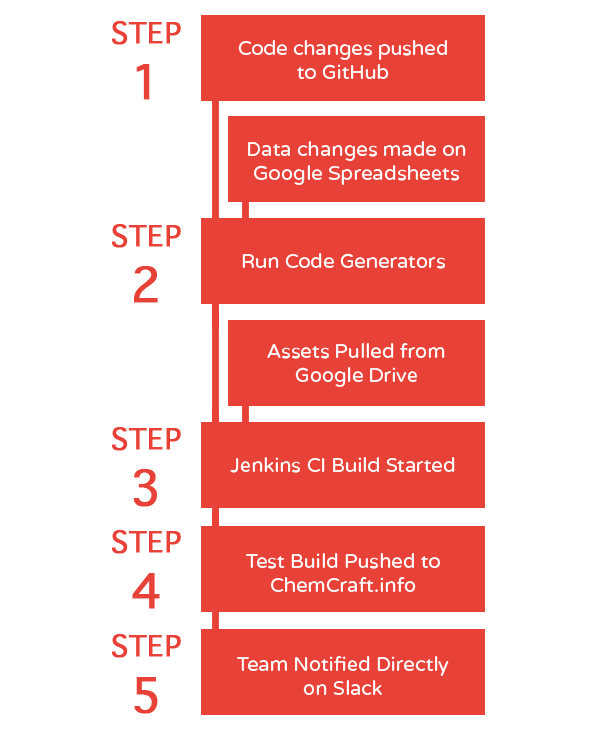 STEP
1
Code changes pushed
to GitHub
Data changes made on
Google Spreadsheets
STEP
2
Run Code Generators
Assets Pulled from
Google Drive
STEP
3
Jenkins CI Build Started
STEP
4
Test Build Pushed to
ChemCraft.info
STEP
5
Team Notified Directly
on Slack